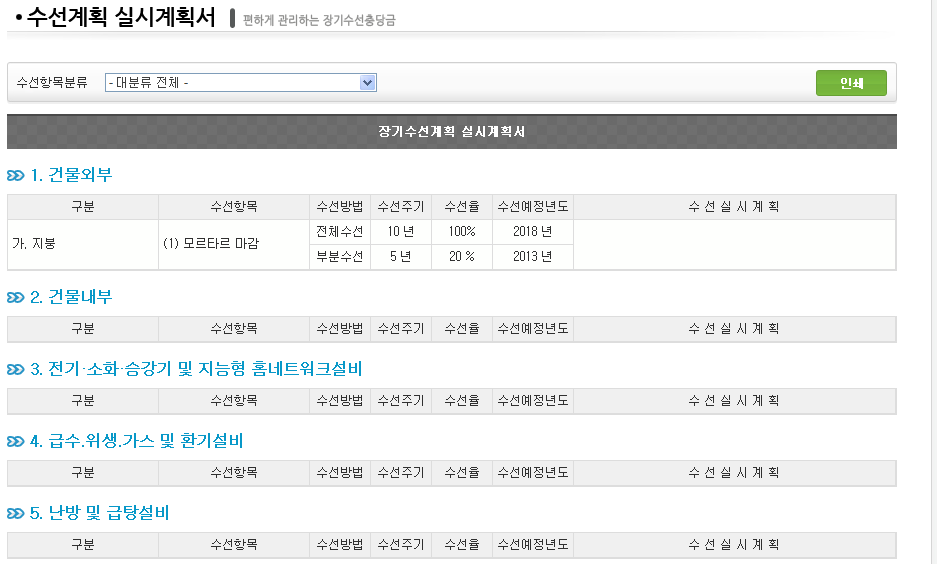 • 수선계획 실시계획서 편하게 관리하는 장기수선충당금
수선항목분류 - 대분류 전체 - 인쇄
장기수선계획 실시계획서
1. 건물외부
구분 수선항목 수선방법 수선주기 수선율 수선예정년도 수 선 실 시 계 획
가. 지붕 (1) 모르타르 마감 전체수선 10 년 100% 2018 년
부분수선 5 년 20 % 2013 년
2. 건물내부
구분 수선항목 수선방법 수선주기 수선율 수선예정년도 수 선 실 시 계 획
3. 전기·소화·승강기 및 지능형 홈네트워크설비
구분 수선항목 수선방법 수선주기 수선율 수선예정년도 수 선 실 시 계 획
4. 급수.위생.가스 및 환기설비
구분 수선항목 수선방법 수선주기 수선율 수선예정년도 수 선 실 시 계 획
5. 난방 및 급탕설비
구분 수선항목 수선방법 수선주기 수선율 수선예정년도 수 선 실 시 계 획